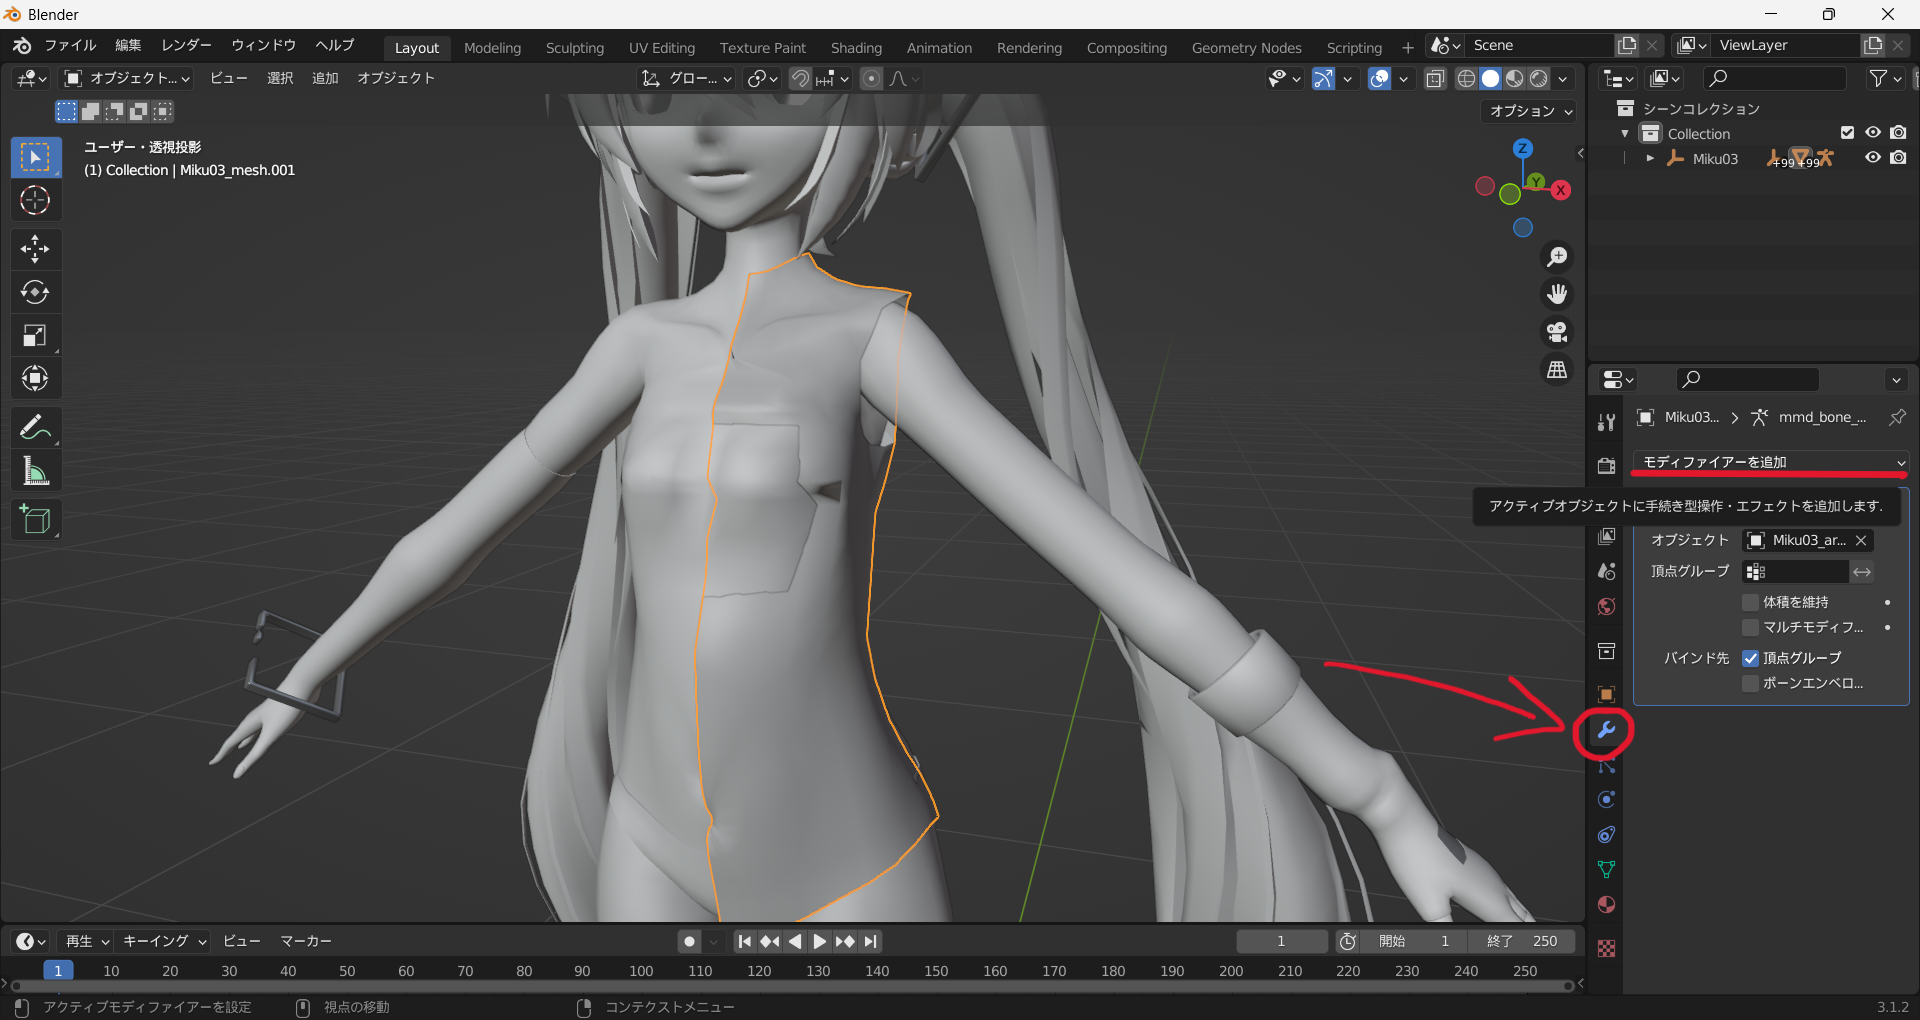 Blender
ファイル 編集 レンダー ウィンドウ ヘルプ Layout Modeling Sculpting UV Editing Texture Paint Shading Animation Rendering Compositing Geometry Nodes Scripting + Scene ViewLayer
オブジェクト... ビュー 選択 追加 オブジェクト グロー...
オプション
ユーザー・透視投影
(1) Collection | Miku03_mesh.001
Z
Y
X
シーンコレクション
Collection
Miku03 +99 +99
Miku03... mmd_bone_...
モディファイアーを追加
アクティブオブジェクトに手続き型操作・エフェクトを追加します.
オブジェクト Miku03_ar...
頂点グループ
体積を維持
マルチモディフ...
バインド先 頂点グループ
ボーンエンベロ...
再生 キーイング ビュー マーカー 1 開始 1 終了 250
1 10 20 30 40 50 60 70 80 90 100 110 120 130 140 150 160 170 180 190 200 210 220 230 240 250
アクティブモディファイアーを設定 視点の移動 コンテクストメニュー 3.1.2